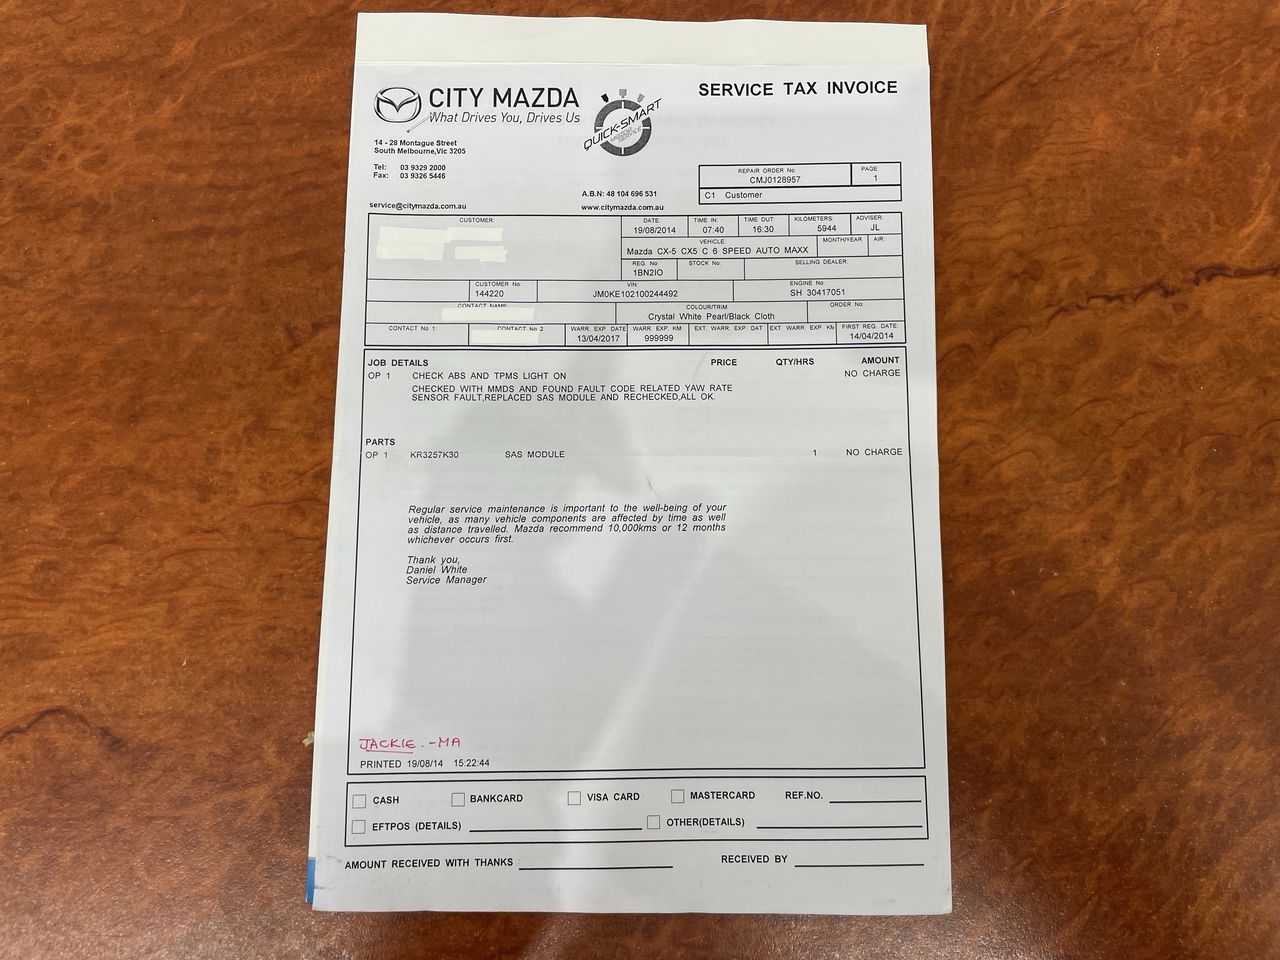 CITY MAZDA
What Drives You, Drives Us
QUICK-SMART
SERVICE TAX INVOICE
14 - 28 Montague Street
South Melbourne,Vic 3205
Tel: 03 9329 2000
Fax: 03 9326 5446
service@citymazda.com.au
A.B.N: 48 104 696 531
www.citymazda.com.au
REPAIR ORDER No: PAGE:
CMJ0128957 1
C1 Customer
CUSTOMER DATE: TIME IN: TIME OUT: KILOMETERS: ADVISER:
19/08/2014 07:40 16:30 5944 JL
VEHICLE: MONTH/YEAR AIR:
Mazda CX-5 CX5 C 6 SPEED AUTO MAXX
REG. No: STOCK No: SELLING DEALER:
1BN2IO
CUSTOMER No: VIN: ENGINE No:
144220 JM0KE102100244492 SH 30417051
CONTACT NAME: COLOUR/TRIM ORDER No:
Crystal White Pearl/Black Cloth
CONTACT No 1: CONTACT No 2: WARR. EXP. DATE WARR. EXP. KM: EXT. WARR. EXP. DAT EXT. WARR. EXP. KM FIRST REG. DATE:
13/04/2017 999999 14/04/2014
JOB DETAILS PRICE QTY/HRS AMOUNT
OP 1 CHECK ABS AND TPMS LIGHT ON NO CHARGE
CHECKED WITH MMDS AND FOUND FAULT CODE RELATED YAW RATE
SENSOR FAULT,REPLACED SAS MODULE AND RECHECKED,ALL OK.
PARTS
OP 1 KR3257K30 SAS MODULE 1 NO CHARGE
Regular service maintenance is important to the well-being of your
vehicle, as many vehicle components are affected by time as well
as distance travelled. Mazda recommend 10,000kms or 12 months
whichever occurs first.
Thank you,
Daniel White
Service Manager
JACKIE. -MA
PRINTED 19/08/14 15:22:44
CASH BANKCARD VISA CARD MASTERCARD REF.NO.
EFTPOS (DETAILS) OTHER(DETAILS)
AMOUNT RECEIVED WITH THANKS RECEIVED BY